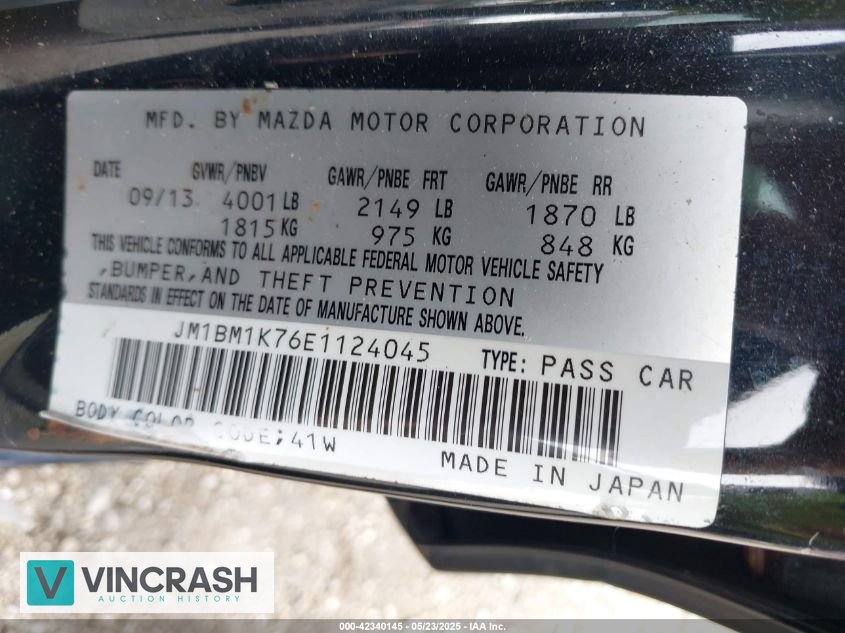 MFD. BY MAZDA MOTOR CORPORATION
DATE GVWR/PNBV GAWR/PNBE FRT GAWR/PNBE RR
09/13 4001 LB 2149 LB 1870 LB
1815 KG 975 KG 848 KG
THIS VEHICLE CONFORMS TO ALL APPLICABLE FEDERAL MOTOR VEHICLE SAFETY
,BUMPER,AND THEFT PREVENTION
STANDARDS IN EFFECT ON THE DATE OF MANUFACTURE SHOWN ABOVE.
JM1BM1K76E1124045 TYPE: PASS CAR
BODY COLOR CODE;41W
MADE IN JAPAN
VINCRASH
AUCTION HISTORY
000-42340145 - 05/23/2025 - IAA Inc.